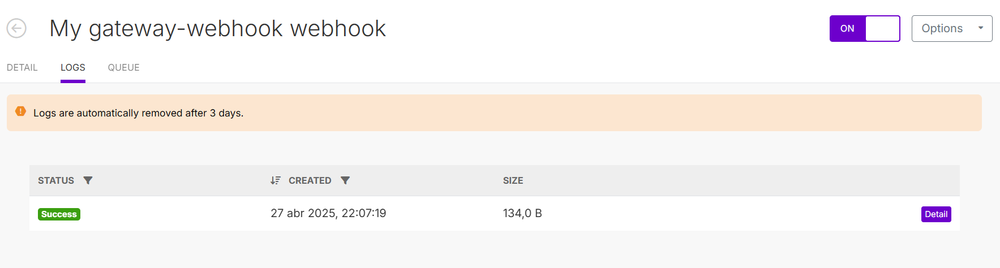 My gateway-webhook webhook
ON
Options
DETAIL LOGS QUEUE
Logs are automatically removed after 3 days.
STATUS CREATED SIZE
Success 27 abr 2025, 22:07:19 134,0 B Detail